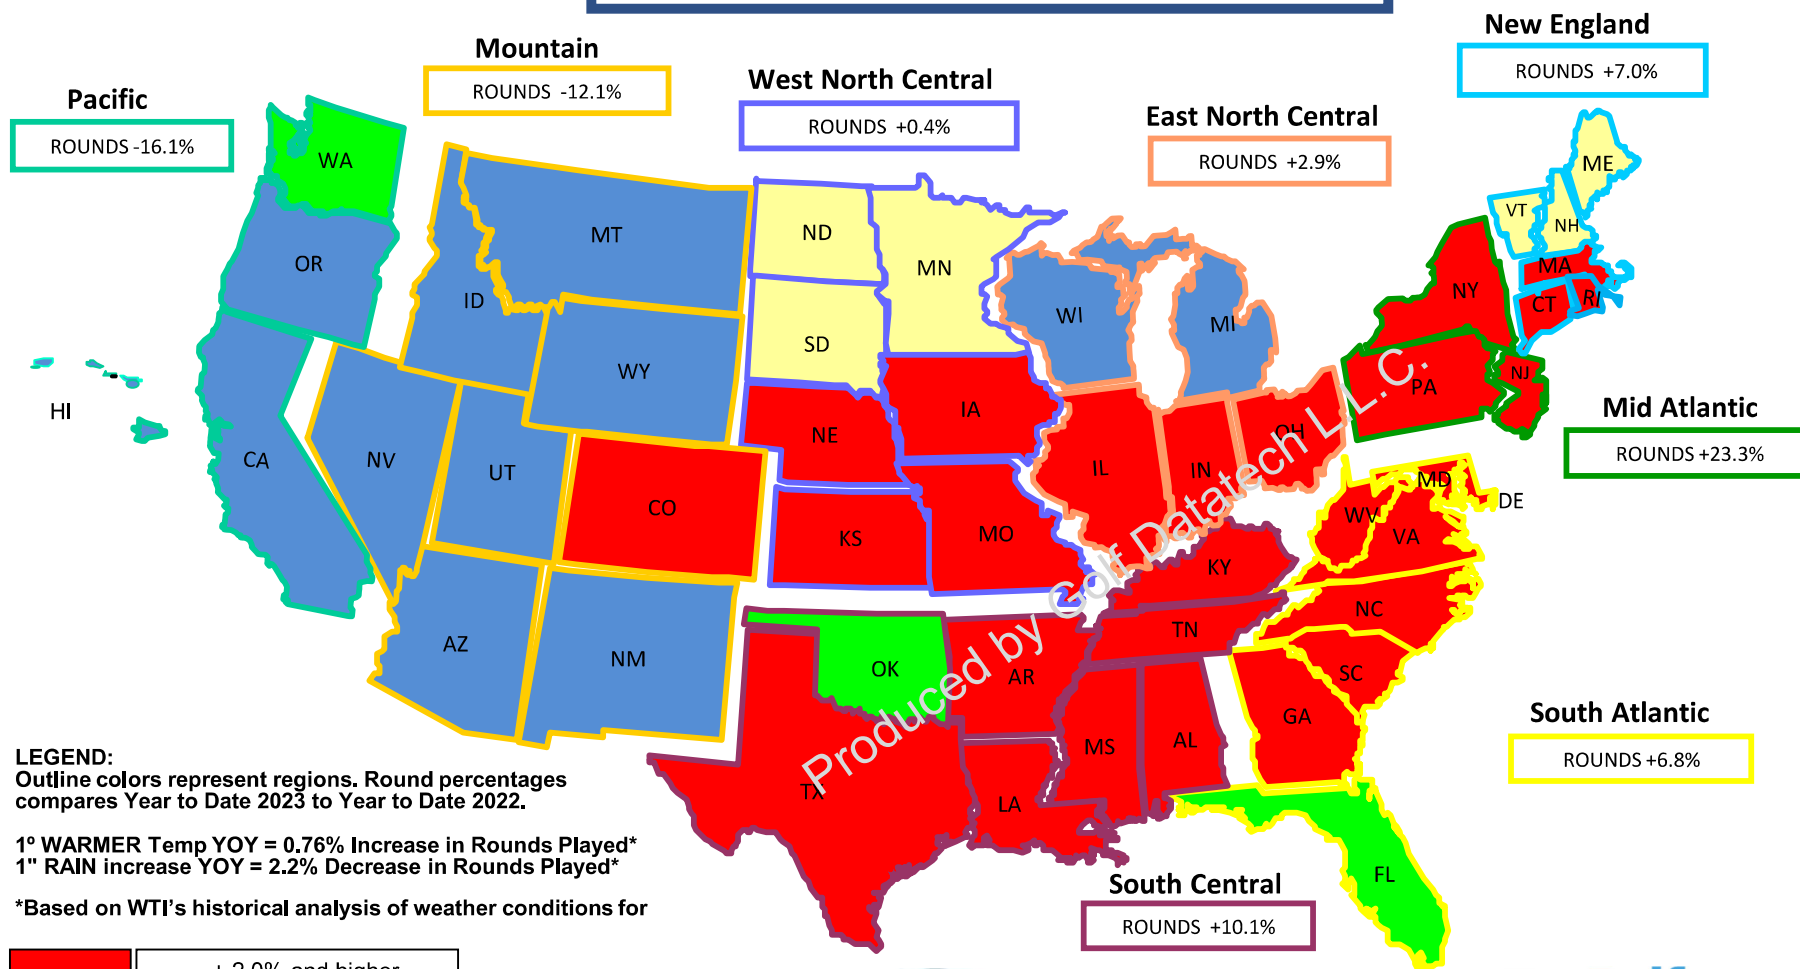 New England
ROUNDS +7.0%
Mountain
ROUNDS -12.1%
West North Central
ROUNDS +0.4%
Pacific
ROUNDS -16.1%
East North Central
ROUNDS +2.9%
WA
OR
CA
HI
MT
ID
WY
NV
UT
CO
AZ
NM
ND
MN
SD
NE
IA
KS
MO
WI
MI
IL
IN
OH
ME
VT
NH
MA
CT
RI
NY
PA
NJ
Mid Atlantic
ROUNDS +23.3%
MD
DE
WV
VA
NC
SC
GA
FL
KY
TN
OK
AR
TX
LA
MS
AL
Produced by Golf Datatech L.L.C.
South Atlantic
ROUNDS +6.8%
South Central
ROUNDS +10.1%
LEGEND:
Outline colors represent regions. Round percentages
compares Year to Date 2023 to Year to Date 2022.
1º WARMER Temp YOY = 0.76% Increase in Rounds Played*
1" RAIN increase YOY = 2.2% Decrease in Rounds Played*
*Based on WTI's historical analysis of weather conditions for
+ 2.0% and higher